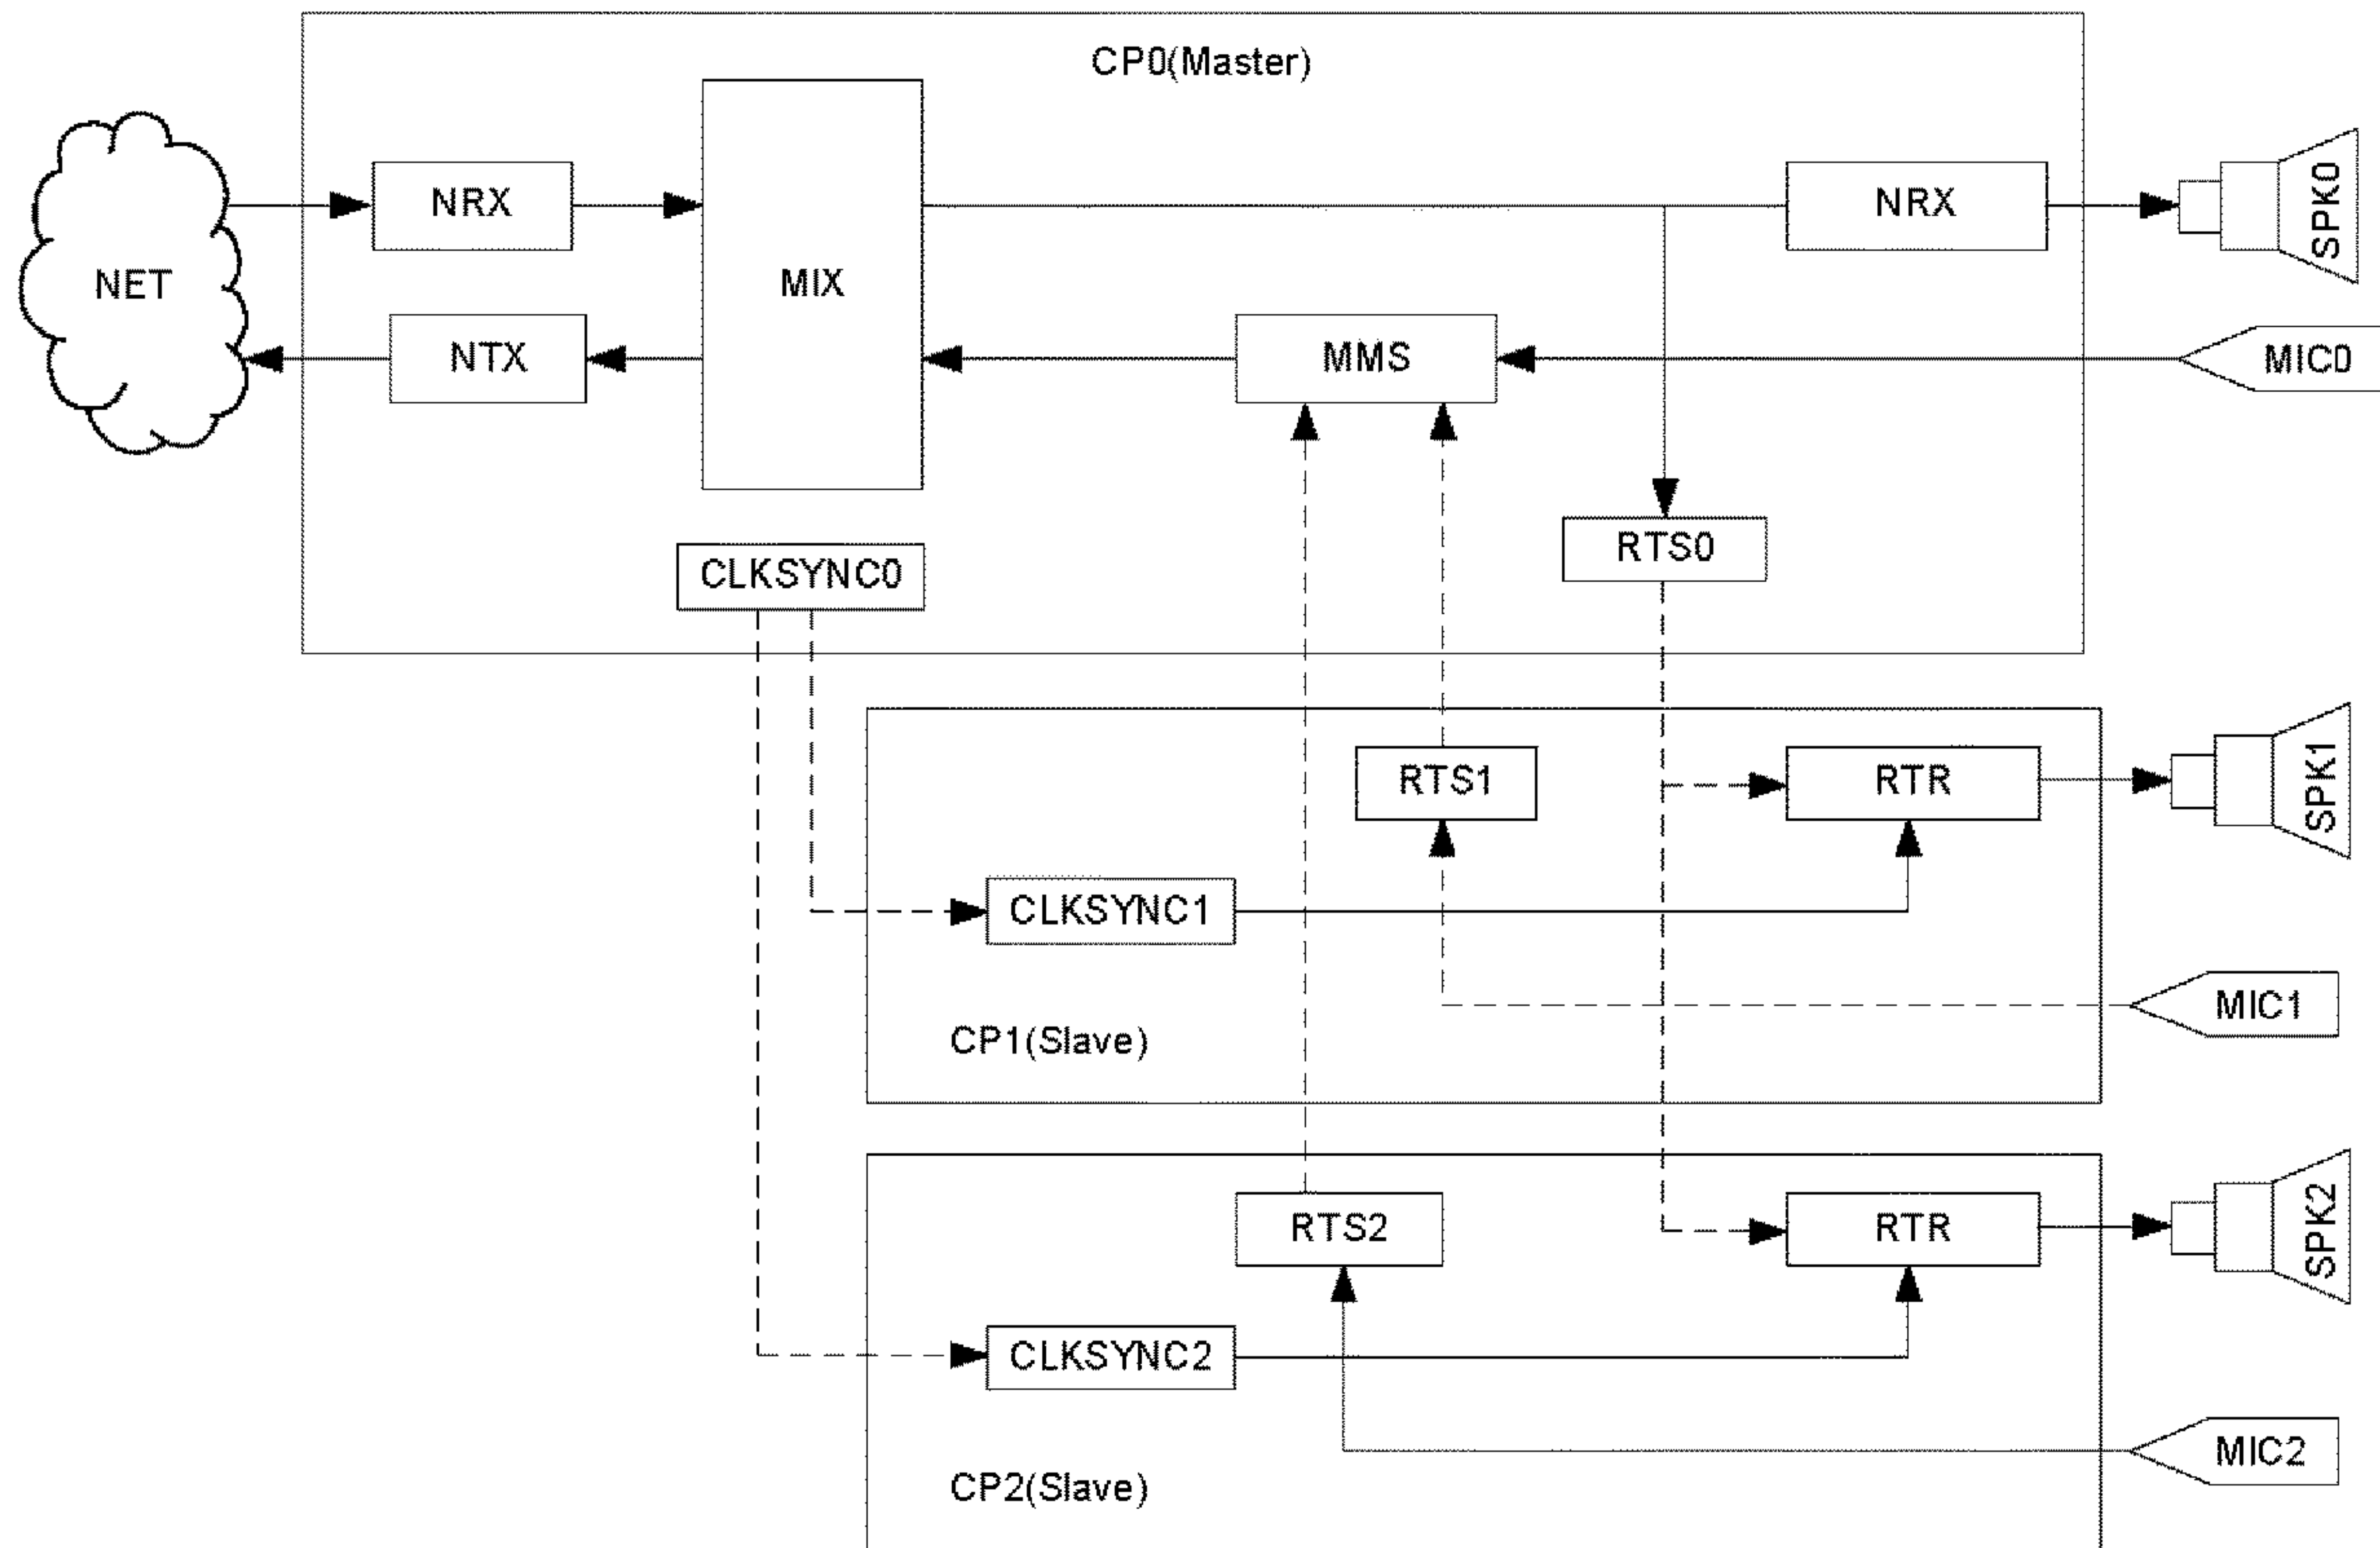 CP0(Master)
NET
NRX
MIX
NRX
SPK0
NTX
MMS
MIC0
CLKSYNC0
RTS0
RTS1
RTR
SPK1
CLKSYNC1
MIC1
CP1(Slave)
RTS2
RTR
SPK2
CLKSYNC2
MIC2
CP2(Slave)